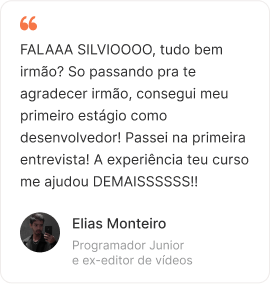 FALAAA SILVIOOOO, tudo bem
irmão? So passando pra te
agradecer irmão, consegui meu
primeiro estágio como
desenvolvedor! Passei na primeira
entrevista! A experiência teu curso
me ajudou DEMAISSSSSS!!
Elias Monteiro
Programador Junior
e ex-editor de vídeos